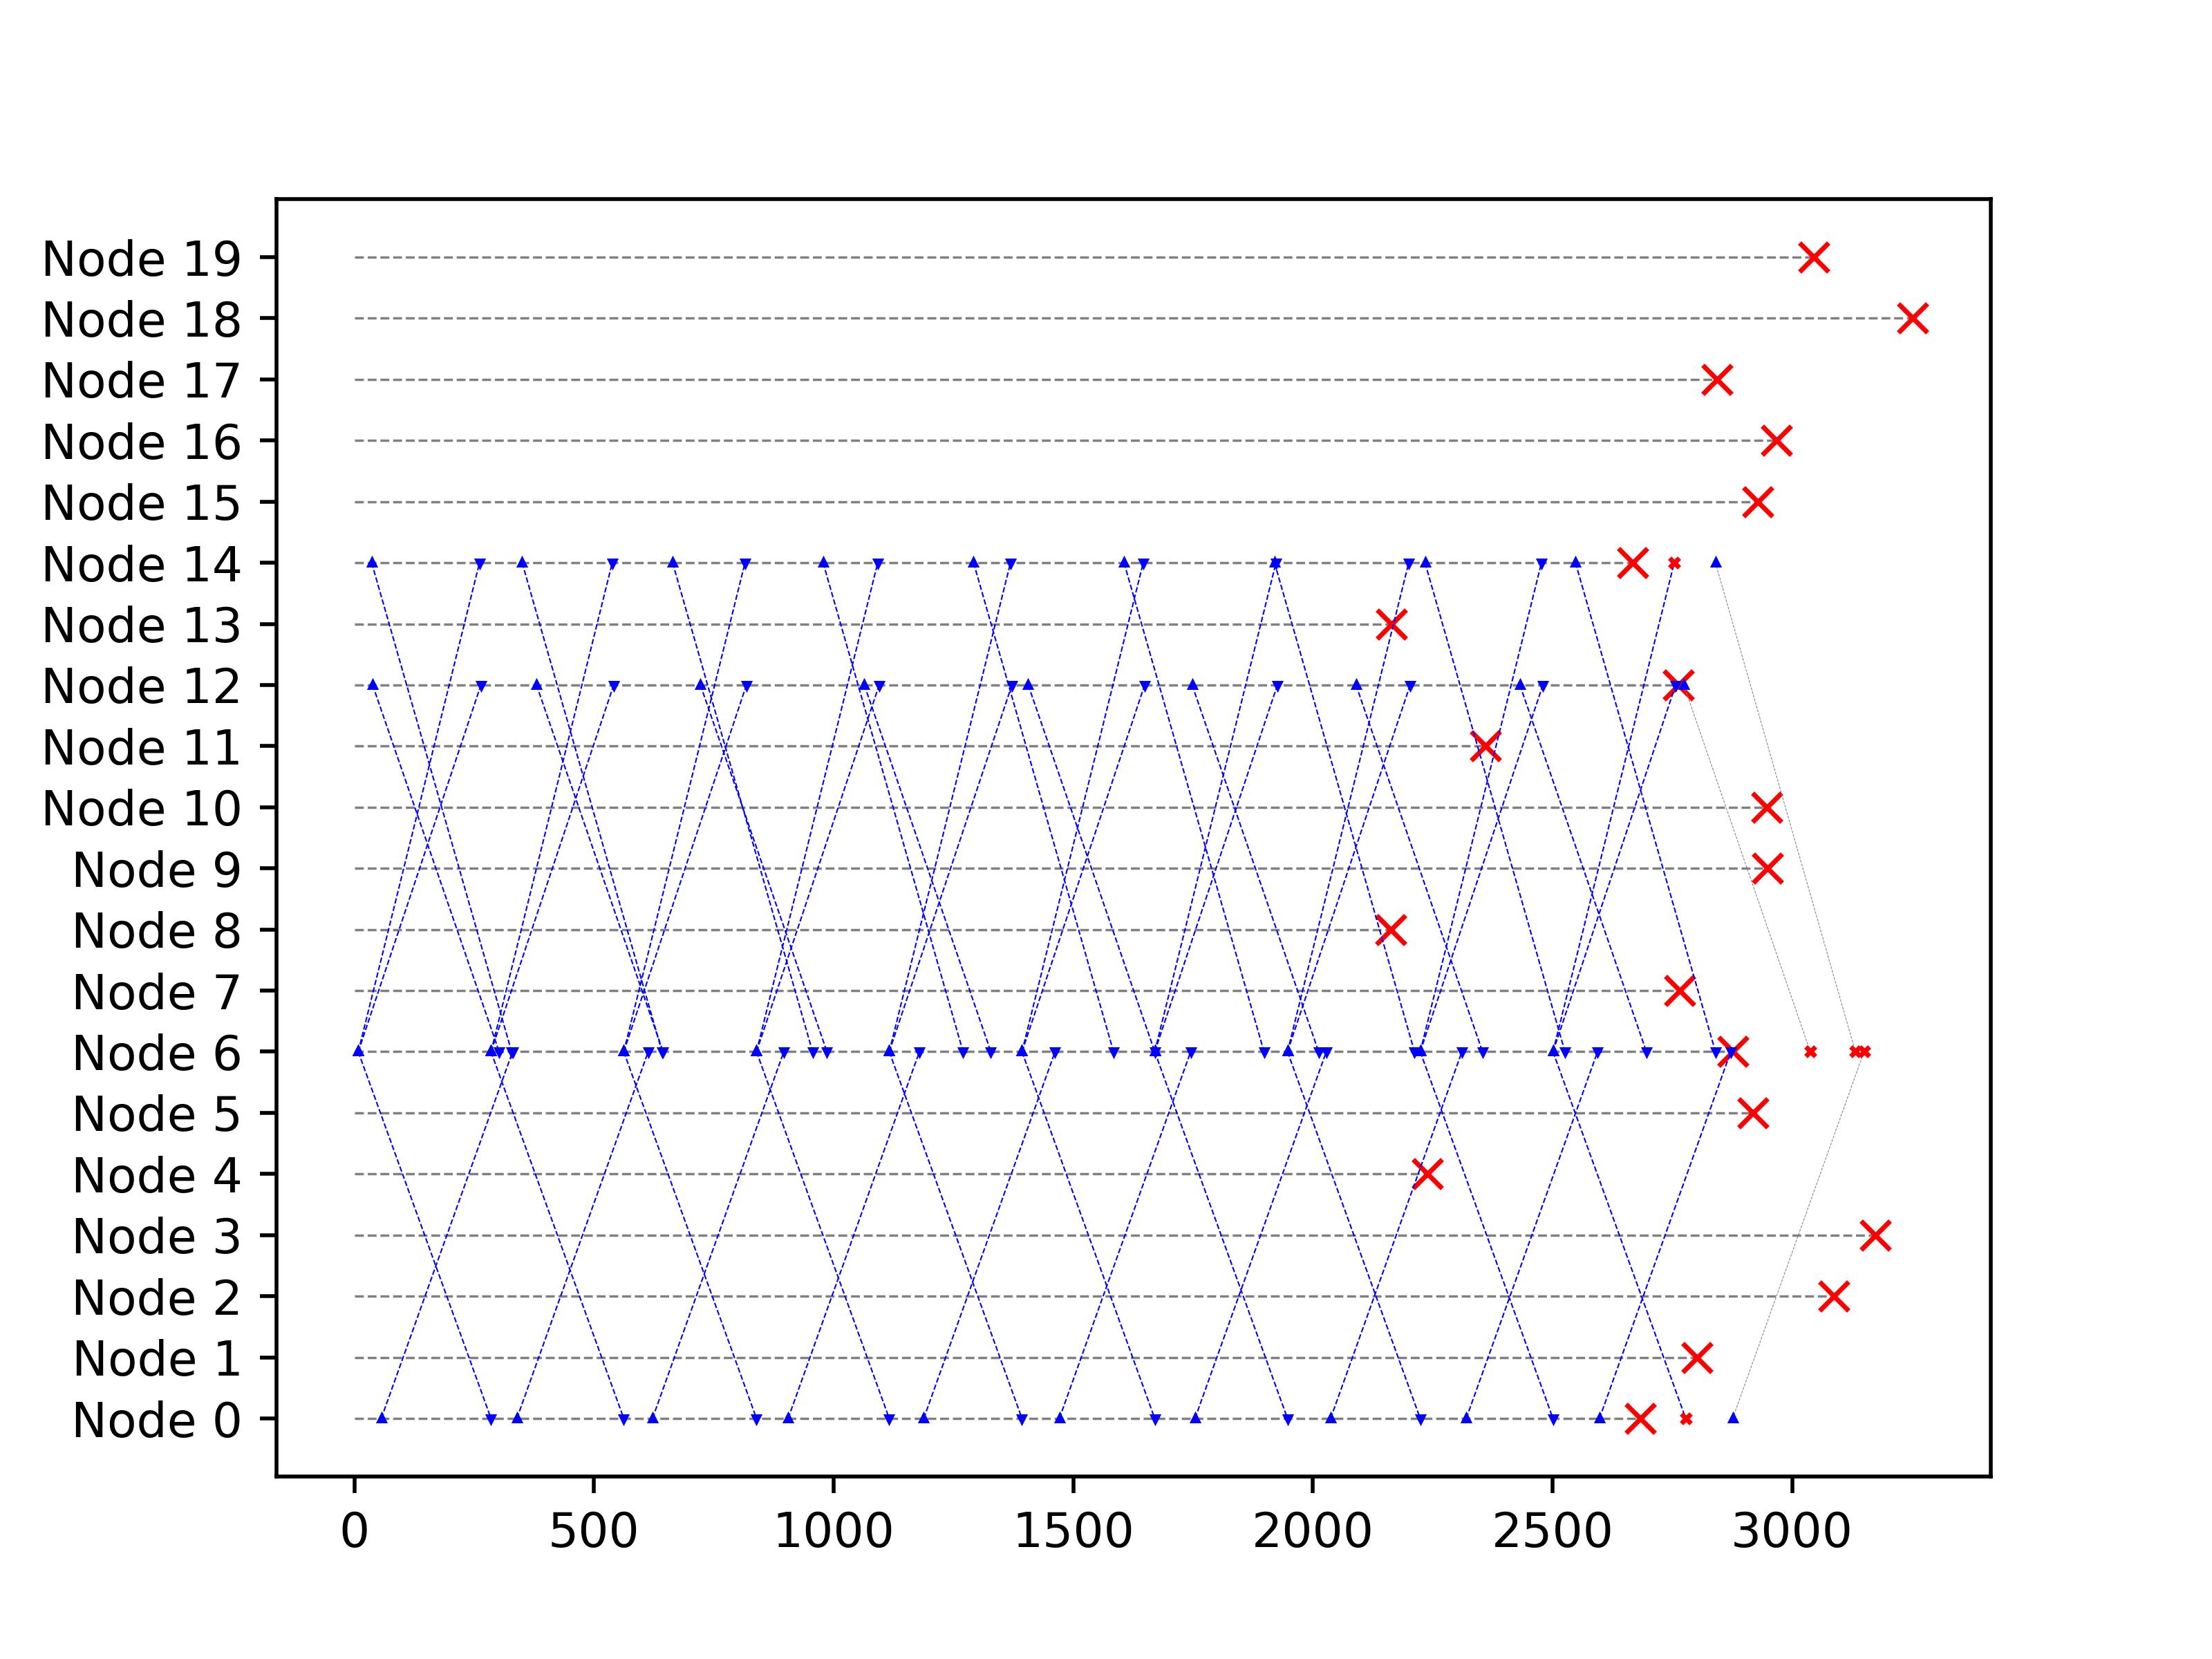 Node 19
Node 18
Node 17
Node 16
Node 15
Node 14
Node 13
Node 12
Node 11
Node 10
Node 9
Node 8
Node 7
Node 6
Node 5
Node 4
Node 3
Node 2
Node 1
Node 0
0 500 1000 1500 2000 2500 3000